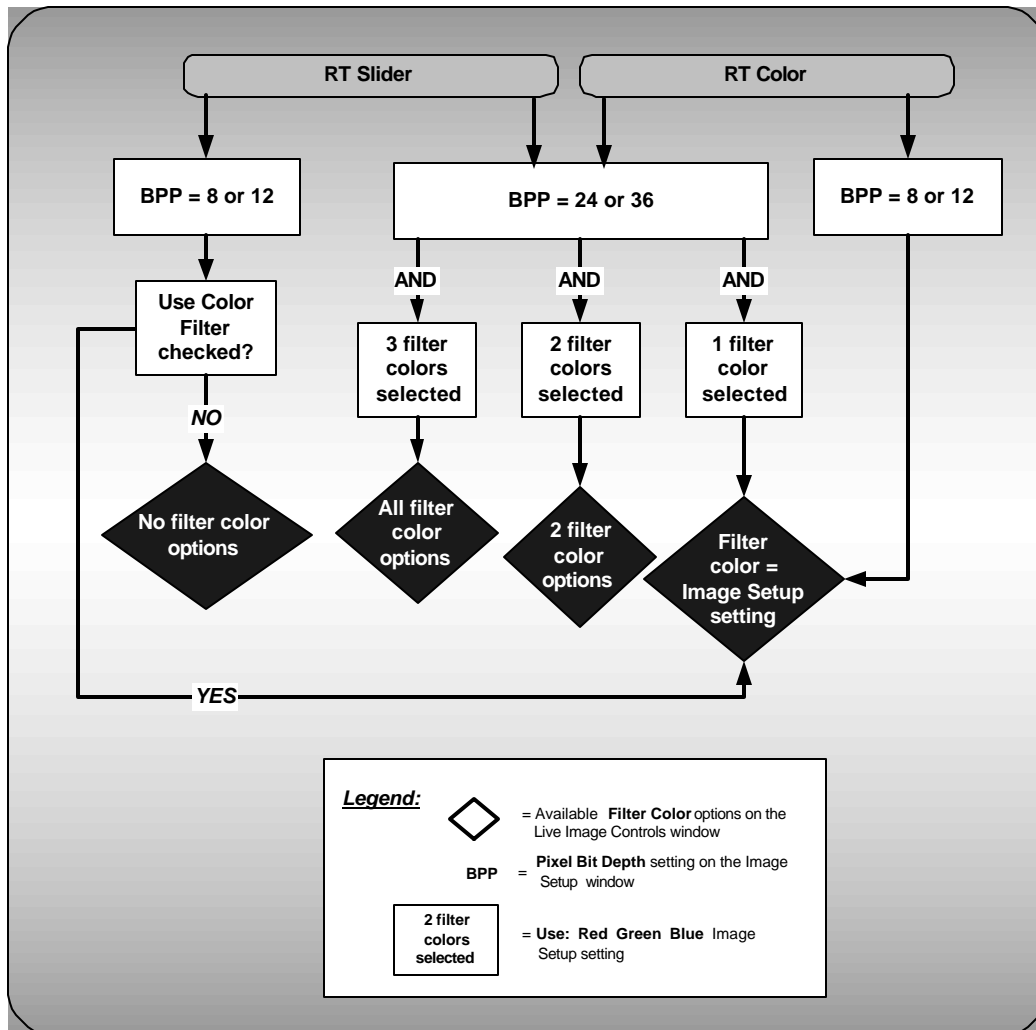 RT Slider
RT Color
BPP = 8 or 12
BPP = 24 or 36
BPP = 8 or 12
AND
AND
AND
Use Color
Filter
checked?
3 filter
colors
selected
2 filter
colors
selected
1 filter
color
selected
NO
No filter color
options
All filter
color
options
2 filter
color
options
Filter
color =
Image Setup
setting
YES
Legend:
= Available Filter Color options on the
Live Image Controls window
BPP = Pixel Bit Depth setting on the Image
Setup window
2 filter
colors
selected
= Use: Red Green Blue Image
Setup setting